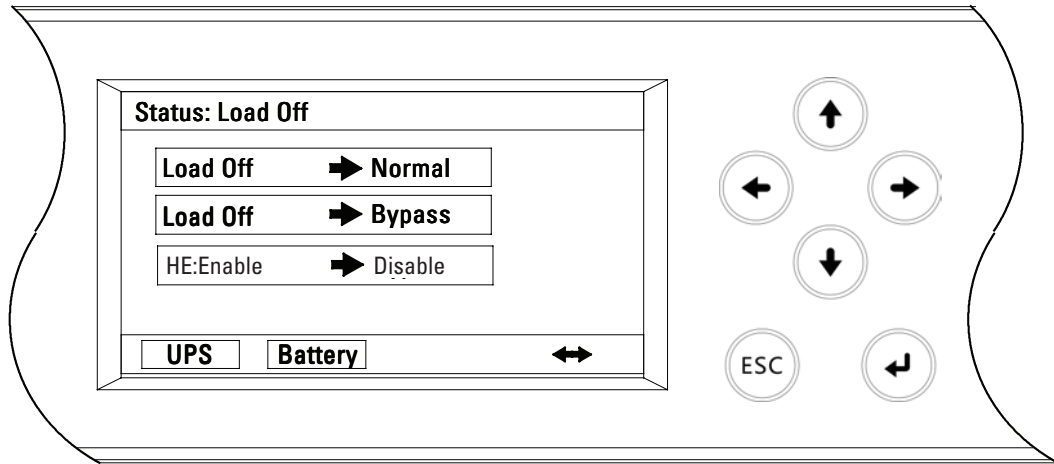 Status: Load Off
Load Off ➡ Normal
Load Off ➡ Bypass
HE:Enable ➡ Disable
UPS Battery ↔
ESC